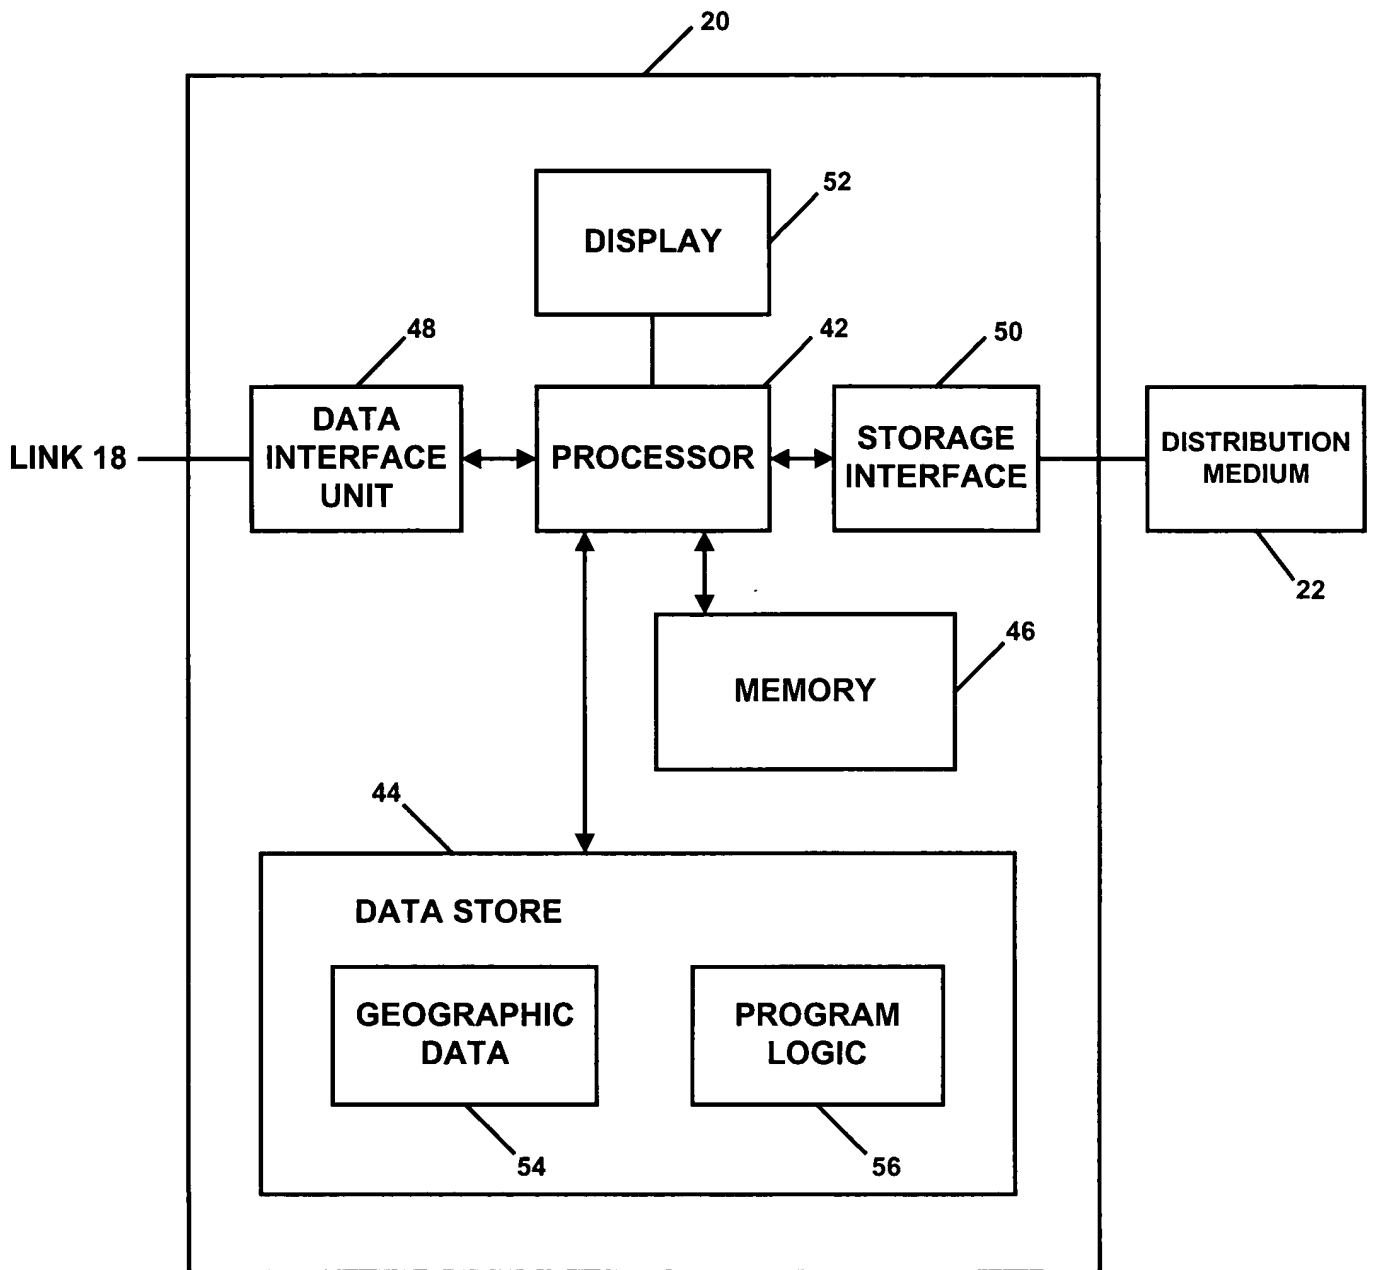 20
52
DISPLAY
48
42
50
DATA
INTERFACE
UNIT
LINK 18
PROCESSOR
STORAGE
INTERFACE
DISTRIBUTION
MEDIUM
22
46
MEMORY
44
DATA STORE
GEOGRAPHIC
DATA
PROGRAM
LOGIC
54
56